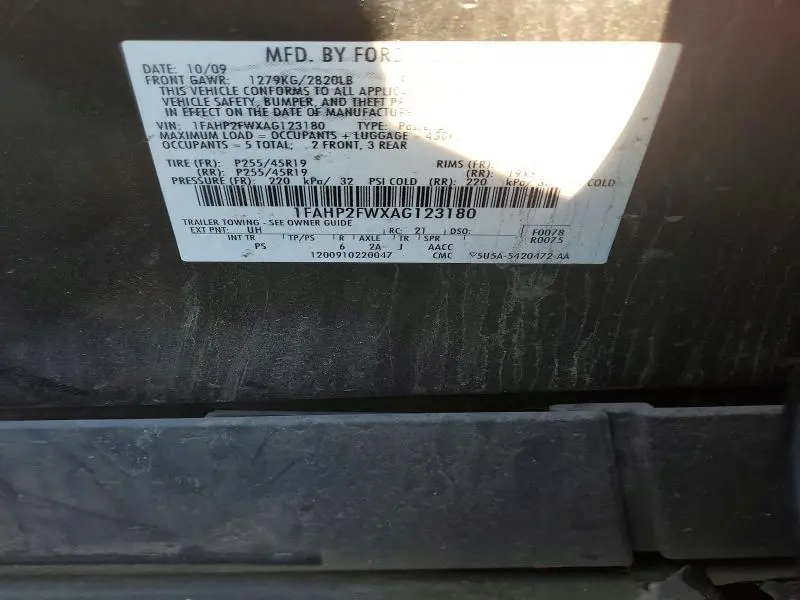 MFD. BY FORD
DATE: 10/09
FRONT GAWR: 1279KG/2820LB
THIS VEHICLE CONFORMS TO ALL
VEHICLE SAFETY, BUMPER, AND THEFT
IN EFFECT ON THE DATE OF MANUFACTURE
VIN: 1FAHP2FWXAG123180 TYPE:
MAXIMUM LOAD = OCCUPANTS + LUGGAGE =
OCCUPANTS = 5 TOTAL; 2 FRONT, 3 REAR
TIRE (FR): P255/45R19 RIMS (FR)
(RR): P255/45R19 (RR):
PRESSURE (FR): 220 kPa/ 32 PSI COLD (RR): 220 kPa/ COLD
1FAHP2FWXAG123180
TRAILER TOWING - SEE OWNER GUIDE
EXT PNT: UH RC: 21 DSO: F0078
INT TR TP/PS R AXLE TR SPR R0075
PS 6 2A J AACC
1200910220047 CMC ▽5U5A-5420472-AA